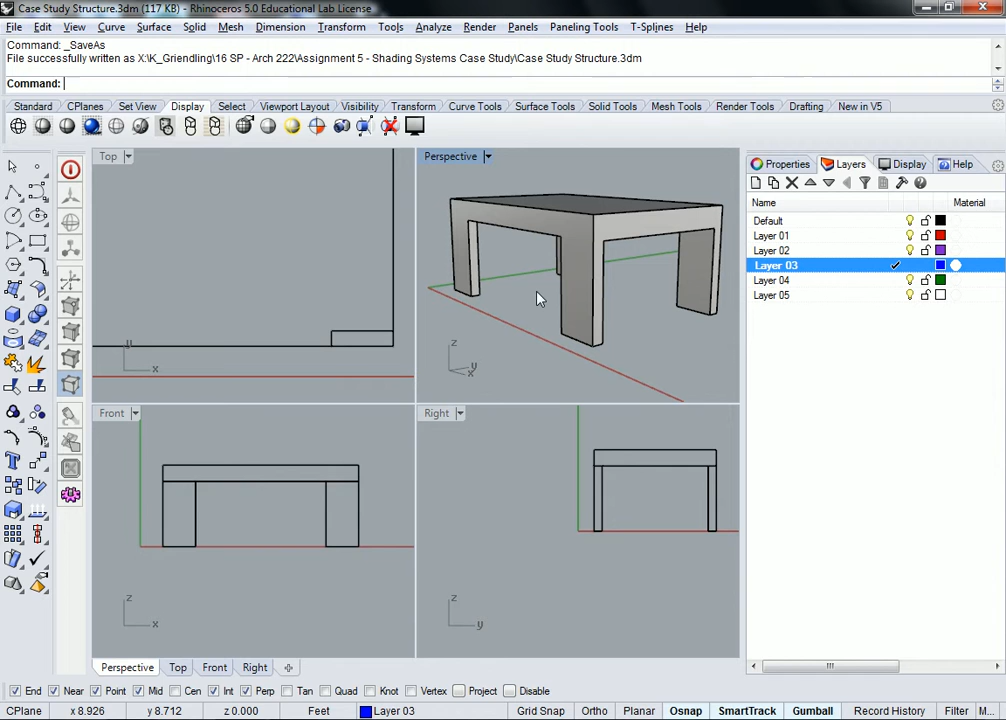 Case Study Structure.3dm (117 KB) - Rhinoceros 5.0 Educational Lab License
File Edit View Curve Surface Solid Mesh Dimension Transform Tools Analyze Render Panels Paneling Tools T-Splines Help
Command: _SaveAs
File successfully written as X:\K_Griendling\16 SP - Arch 222\Assignment 5 - Shading Systems Case Study\Case Study Structure.3dm
Command:
Standard CPlanes Set View Display Select Viewport Layout Visibility Transform Curve Tools Surface Tools Solid Tools Mesh Tools Render Tools Drafting New in V5
Top
Perspective
Properties Layers Display Help
Name Material
Default
Layer 01
Layer 02
Layer 03
Layer 04
Layer 05
y
x
z
y
x
Front
Right
z
x
z
y
Perspective Top Front Right
End Near Point Mid Cen Int Perp Tan Quad Knot Vertex Project Disable
CPlane x 8.926 y 8.712 z 0.000 Feet Layer 03 Grid Snap Ortho Planar Osnap SmartTrack Gumball Record History Filter M...